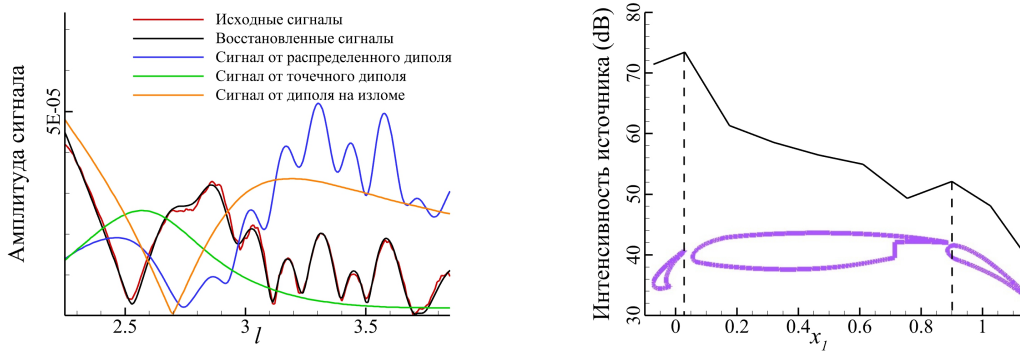 Исходные сигналы
Восстановленные сигналы
Сигнал от распределенного диполя
Сигнал от точечного диполя
Сигнал от диполя на изломе
Амплитуда сигнала
5E-05
2.5 3 3.5
l
Интенсивность источника (dB)
80
70
60
50
40
30
0 0.2 0.4 0.6 0.8 1
x1